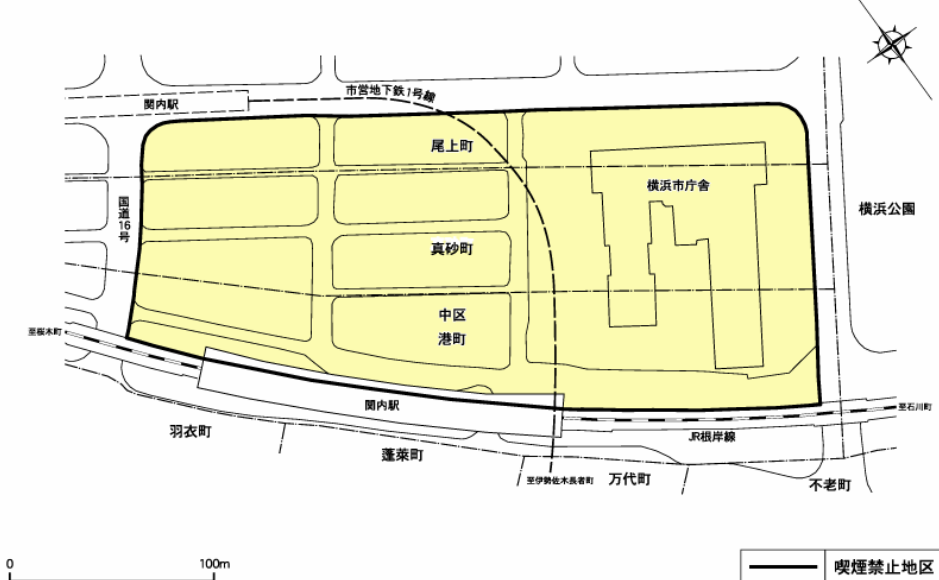 市営地下鉄1号線
関内駅
尾上町
横浜市庁舎
横浜公園
国道16号
真砂町
中区
港町
至桜木町
関内駅
至石川町
JR根岸線
羽衣町
蓬莱町
至伊勢佐木長者町
万代町
不老町
0 100m
喫煙禁止地区